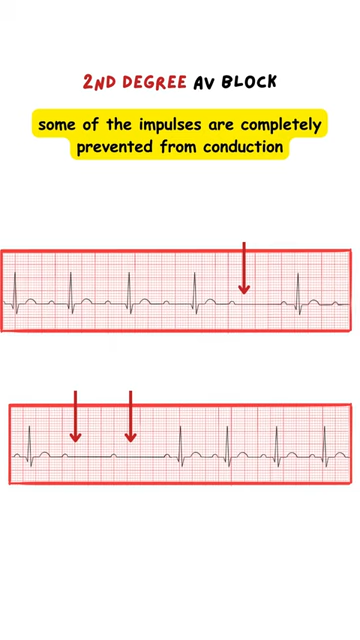 2ND DEGREE AV BLOCK
some of the impulses are completely
prevented from conduction